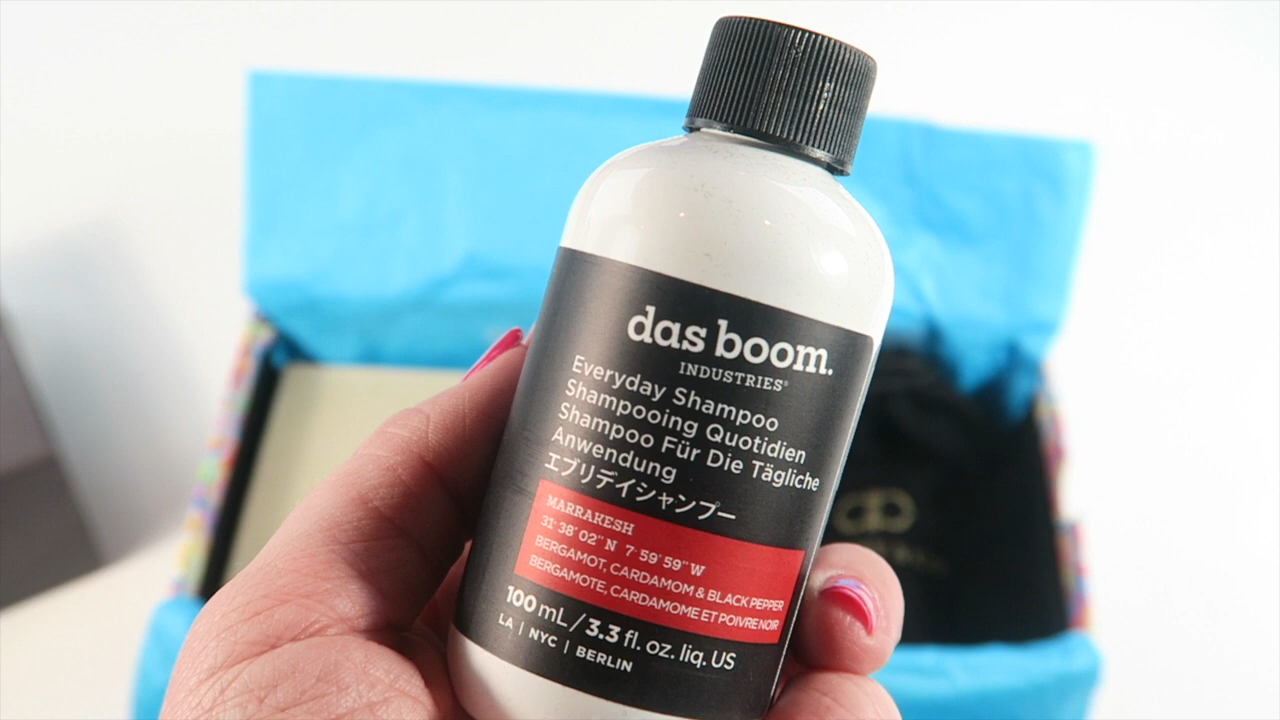 das boom.
INDUSTRIES®
Everyday Shampoo
Shampooing Quotidien
Shampoo Für Die Tägliche
Anwendung
エブリデイシャンプー
MARRAKESH
31° 38' 02" N 7° 59' 59" W
BERGAMOT, CARDAMOM & BLACK PEPPER
BERGAMOTE, CARDAMOME ET POIVRE NOIR
100 mL / 3.3 fl. oz. liq. US
LA | NYC | BERLIN